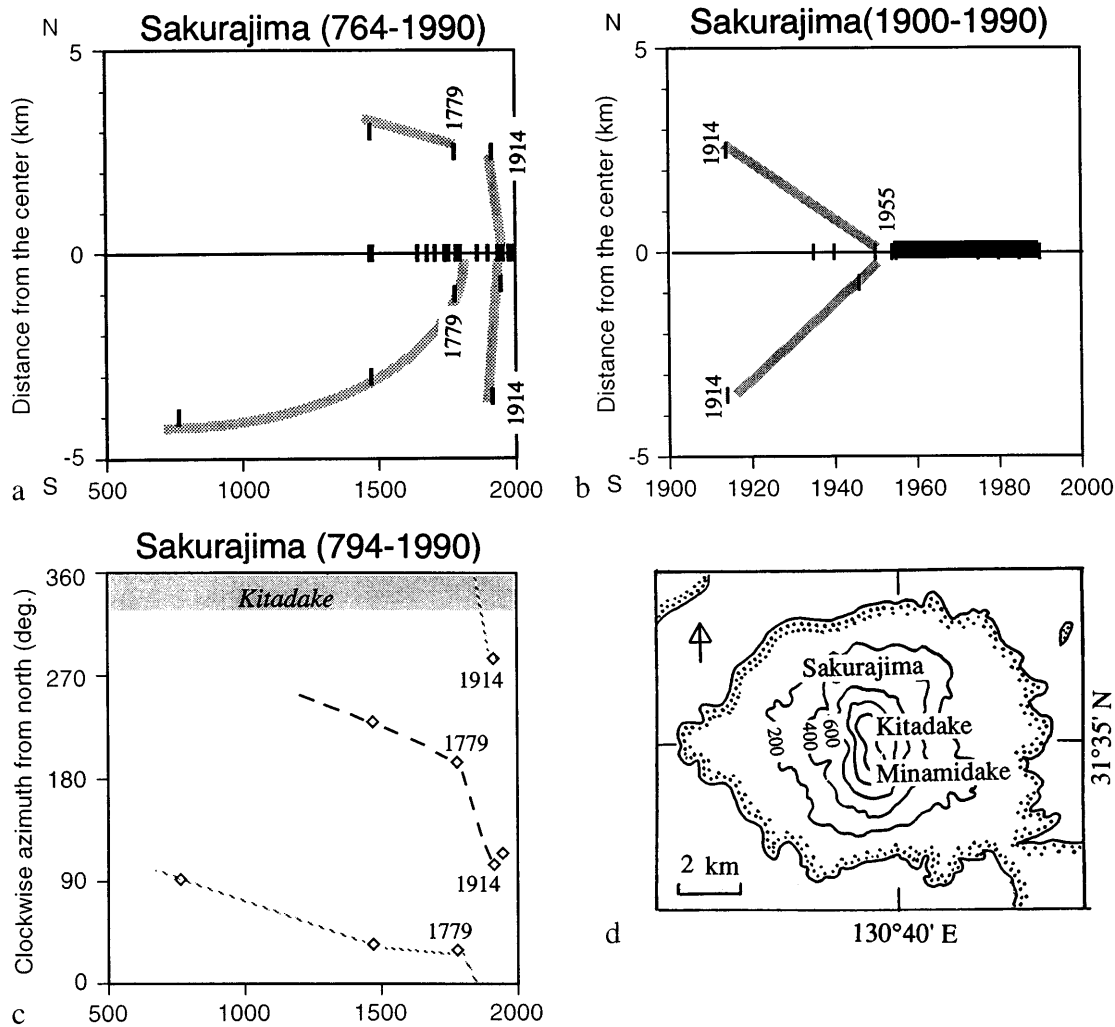 N
Sakurajima (764-1990)
5
Distance from the center (km)
1779
1914
0
1779
1914
-5
a
S
500
1000
1500
2000
N
Sakurajima(1900-1990)
5
Distance from the center (km)
1914
1955
0
1914
-5
b
S
1900
1920
1940
1960
1980
2000
Sakurajima (794-1990)
360
Kitadake
Clockwise azimuth from north (deg.)
270
1914
1779
180
90
1914
1779
0
c
500
1000
1500
2000
Sakurajima
200
400
600
Kitadake
Minamidake
31°35' N
2 km
d
130°40' E